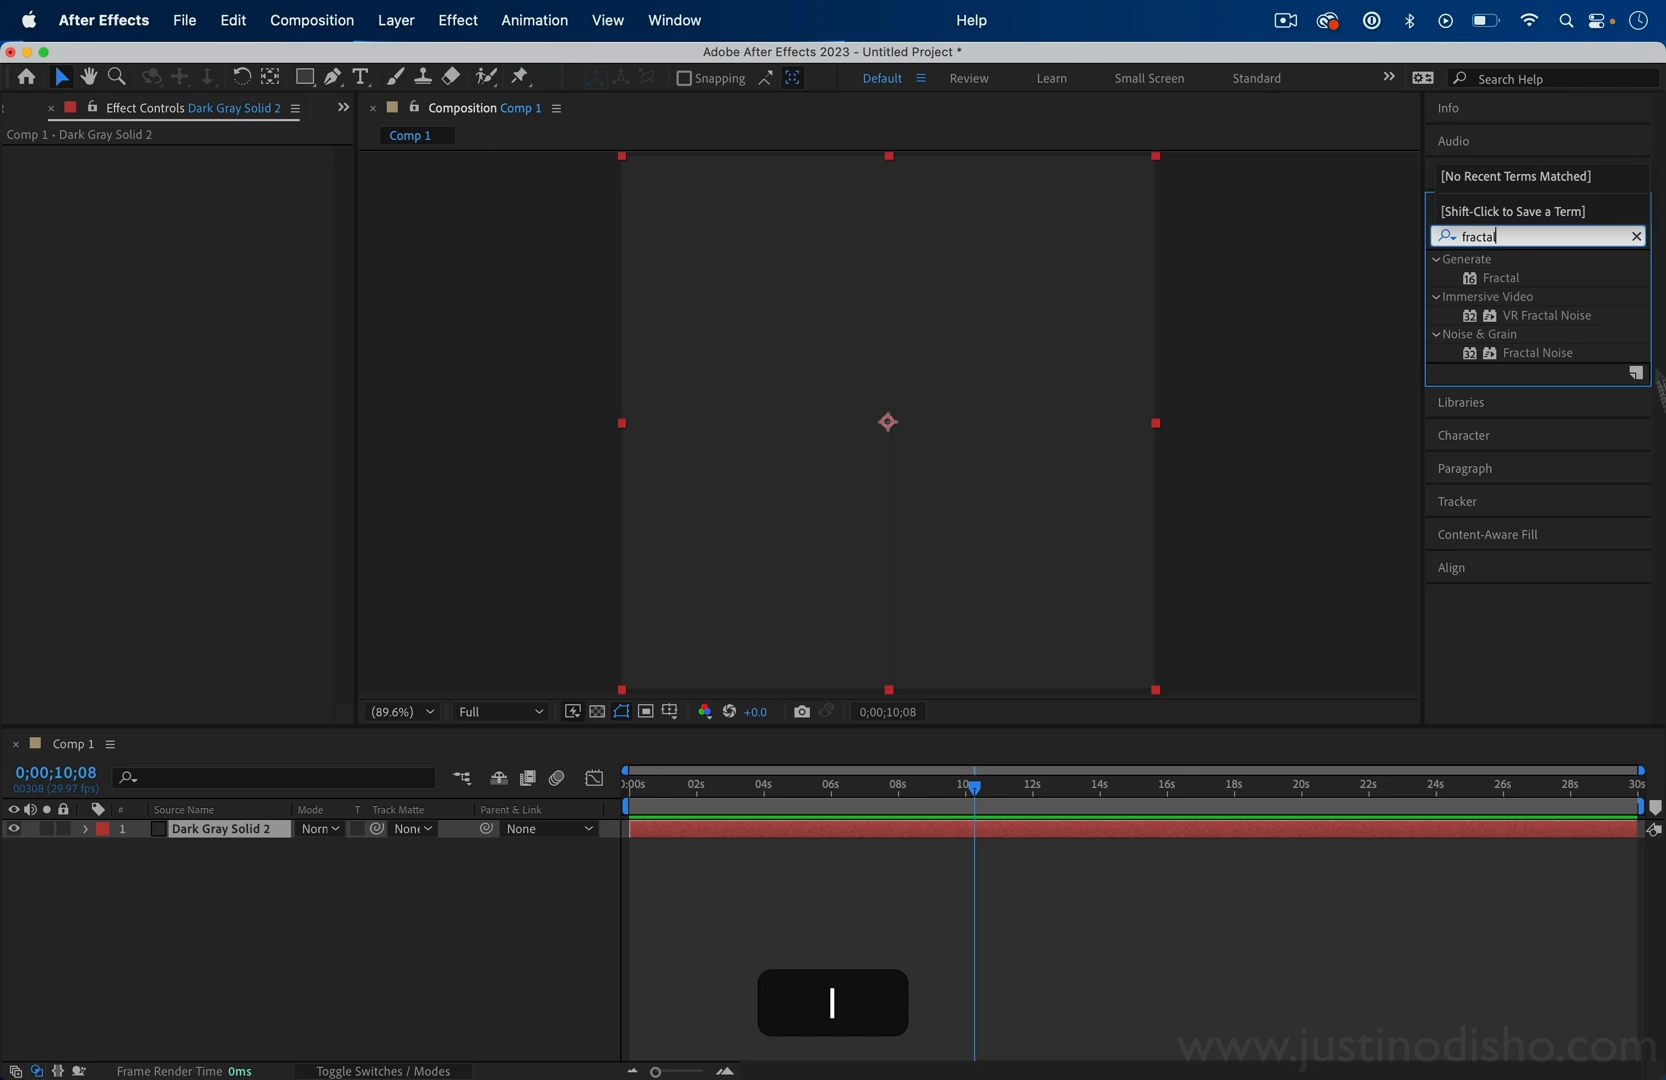 After Effects File Edit Composition Layer Effect Animation View Window Help
Adobe After Effects 2023 - Untitled Project *
Snapping Default Review Learn Small Screen Standard Search Help
Effect Controls Dark Gray Solid 2
Composition Comp 1
Info
Comp 1 • Dark Gray Solid 2
Comp 1
Audio
[No Recent Terms Matched]
[Shift-Click to Save a Term]
fractal
Generate
16 Fractal
Immersive Video
32 VR Fractal Noise
Noise & Grain
32 Fractal Noise
Libraries
Character
Paragraph
Tracker
Content-Aware Fill
Align
(89.6%) Full +0.0 0;00;10;08
Comp 1
0;00;10;08
00308 (29.97 fps)
):00s 02s 04s 06s 08s 10s 12s 14s 16s 18s 20s 22s 24s 26s 28s 30s
# Source Name Mode T Track Matte Parent & Link
1 Dark Gray Solid 2 Norm None None
l
www.justinodisho.com
Frame Render Time 0ms Toggle Switches / Modes